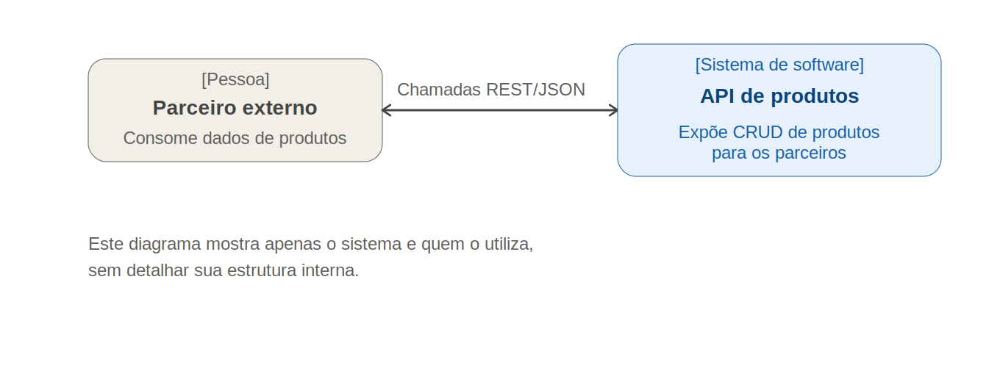 [Pessoa]
Parceiro externo
Consome dados de produtos
Chamadas REST/JSON
[Sistema de software]
API de produtos
Expõe CRUD de produtos
para os parceiros
Este diagrama mostra apenas o sistema e quem o utiliza,
sem detalhar sua estrutura interna.